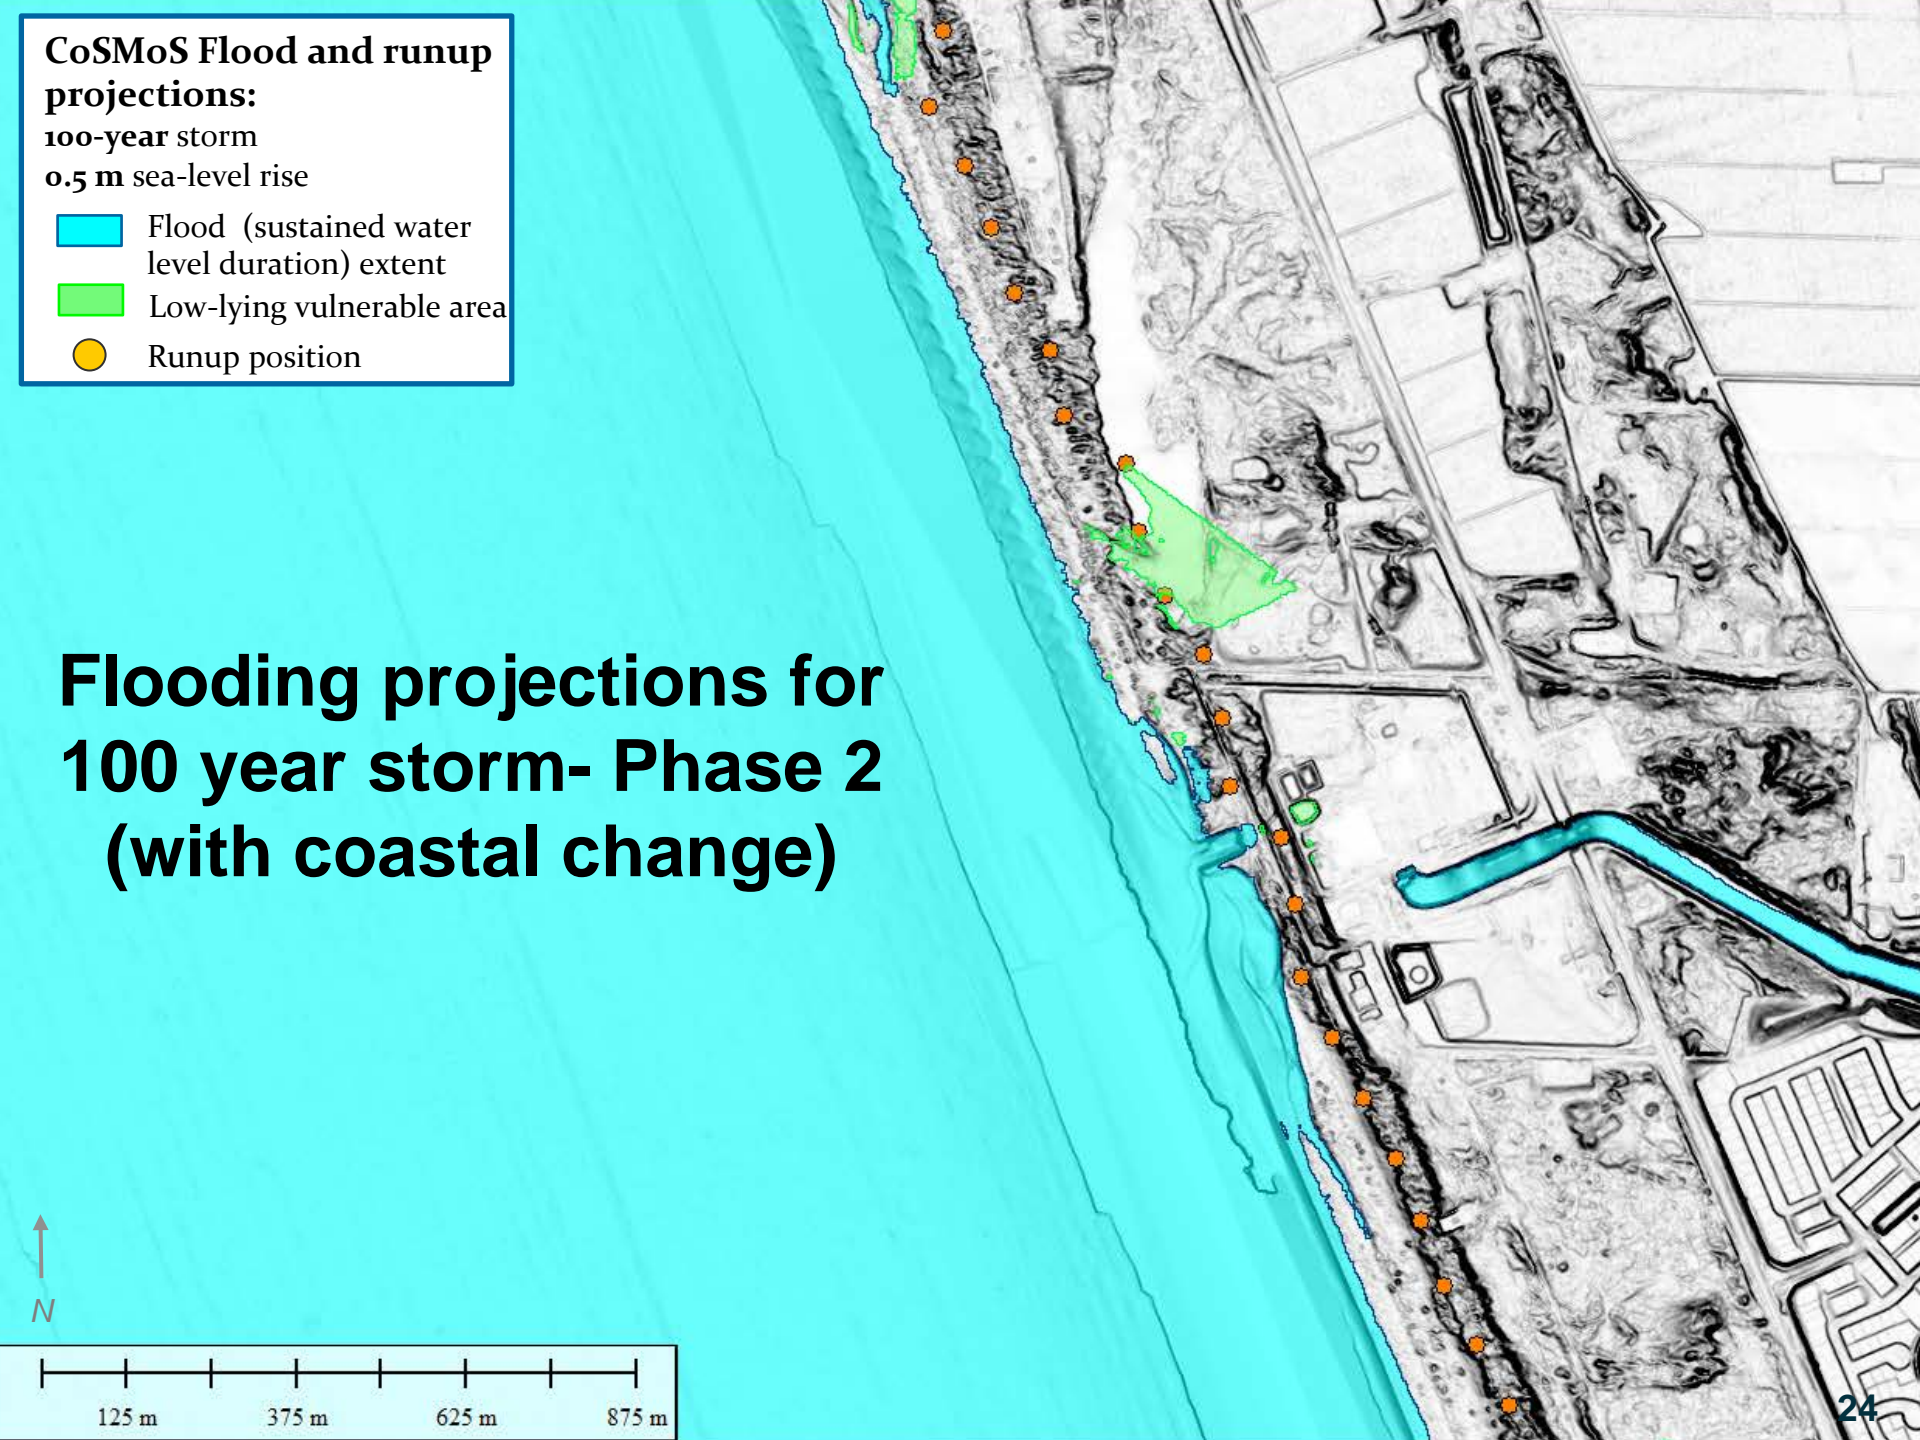 CoSMoS Flood and runup
projections:
100-year storm
0.5 m sea-level rise
Flood (sustained water
level duration) extent
Low-lying vulnerable area
Runup position
Flooding projections for
100 year storm- Phase 2
(with coastal change)
N
125 m 375 m 625 m 875 m
24